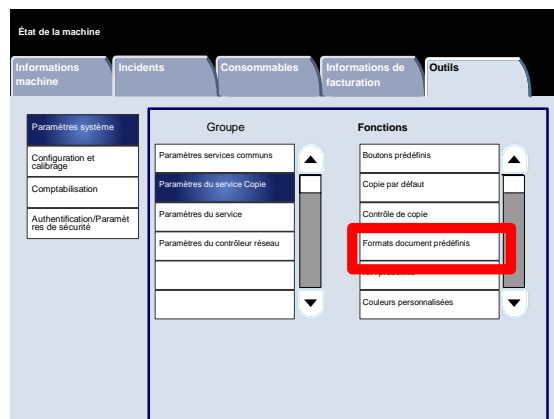 État de la machine
Informations
machine
Incidents
Consommables
Informations de
facturation
Outils
Paramètres système
Configuration et
calibrage
Comptabilisation
Authentification/Paramèt
res de sécurité
Groupe
Paramètres services communs
Paramètres du service Copie
Paramètres du service
Paramètres du contrôleur réseau
Fonctions
Boutons prédéfinis
Copie par défaut
Contrôle de copie
Formats document prédéfinis
Couleurs personnalisées